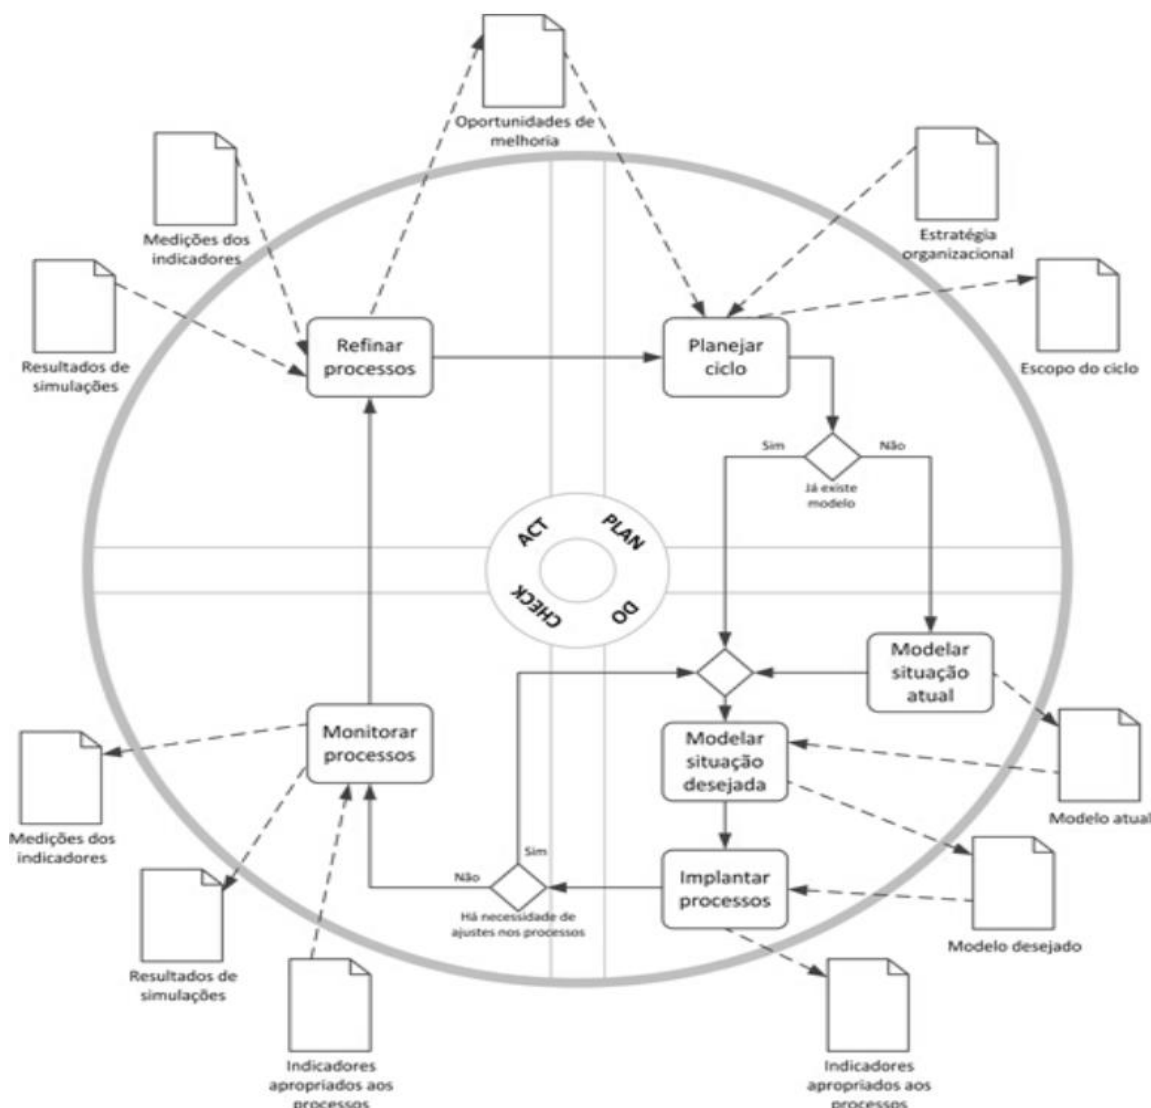 Oportunidades de
melhoria
Medições dos
indicadores
Estratégia
organizacional
Resultados de
simulações
Escopo do ciclo
Refinar
processos
Planejar
ciclo
Sim
Não
Já existe
modelo
ACT
PLAN
CHECK
DO
Modelar
situação
atual
Monitorar
processos
Modelar
situação
desejada
Modelo atual
Medições dos
indicadores
Sim
Não
Há necessidade de
ajustes nos processos
Implantar
processos
Modelo desejado
Resultados de
simulações
Indicadores
apropriados aos
processos
Indicadores
apropriados aos
processos